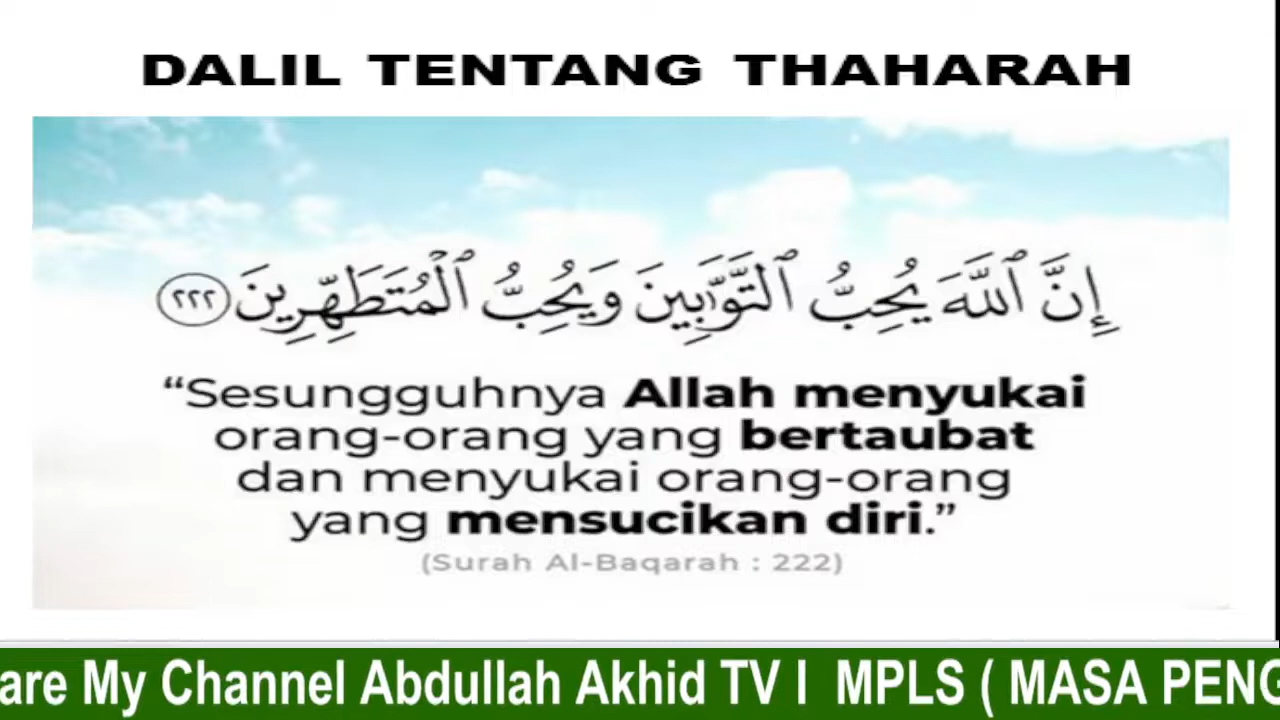 DALIL TENTANG THAHARAH
إِنَّ ٱللَّهَ يُحِبُّ ٱلتَّوَّٰبِينَ وَيُحِبُّ ٱلْمُتَطَهِّرِينَ ٢٢٢
“Sesungguhnya Allah menyukai
orang-orang yang bertaubat
dan menyukai orang-orang
yang mensucikan diri.”
(Surah Al-Baqarah : 222)
are My Channel Abdullah Akhid TV I MPLS ( MASA PENG